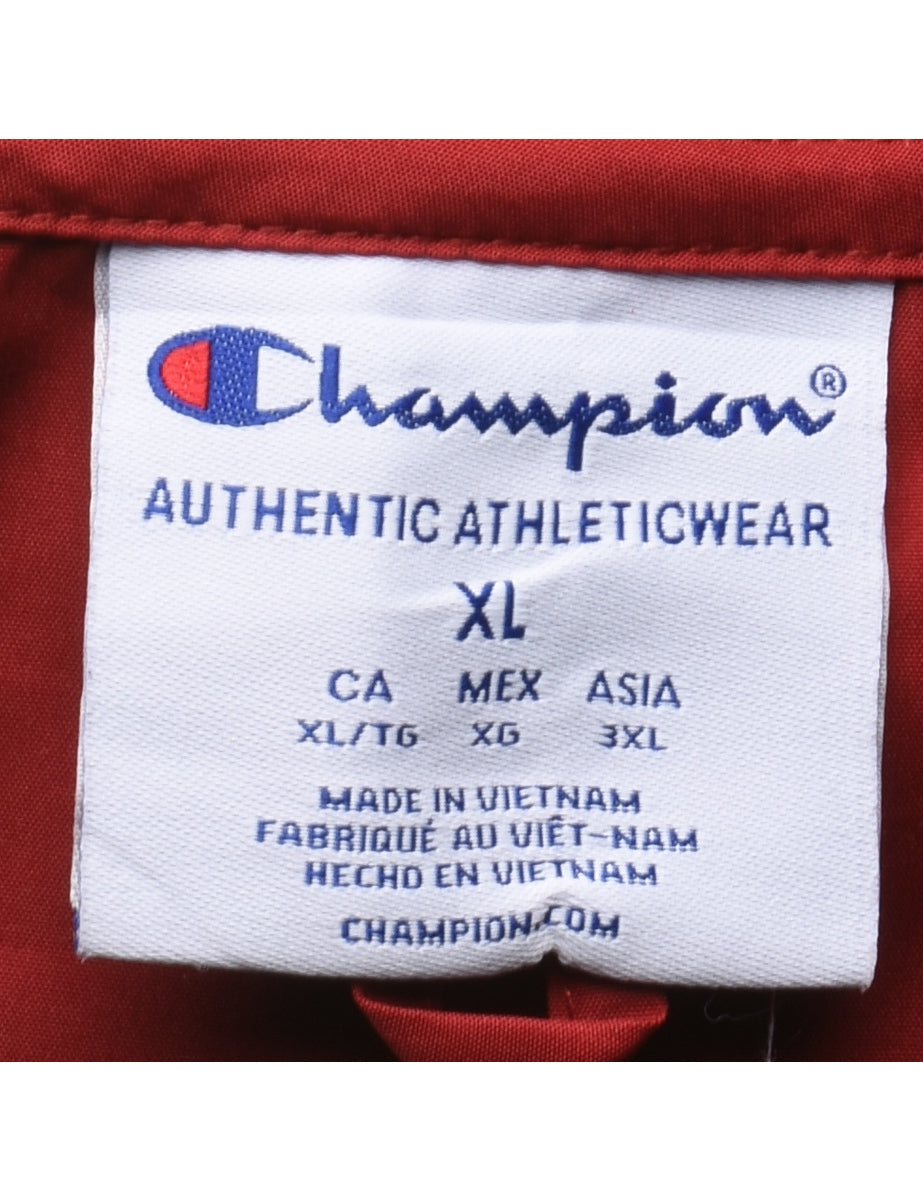 Champion®
AUTHENTIC ATHLETICWEAR
XL
CA MEX ASIA
XL/TG XG 3XL
MADE IN VIETNAM
FABRIQUÉ AU VIÊT-NAM
HECHO EN VIETNAM
CHAMPION.COM